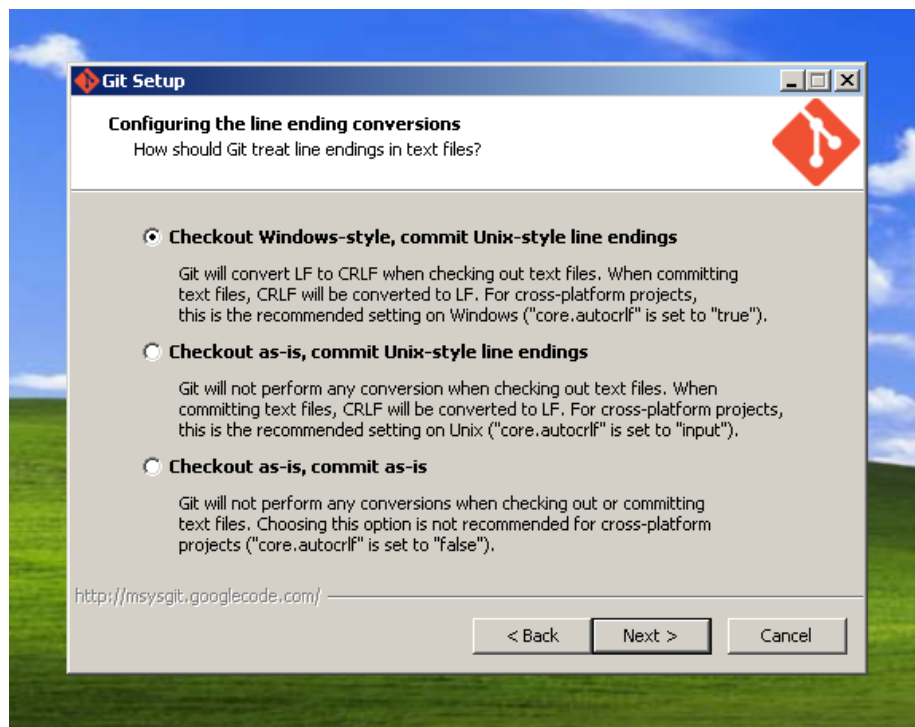 Git Setup
Configuring the line ending conversions
How should Git treat line endings in text files?
Checkout Windows-style, commit Unix-style line endings
Git will convert LF to CRLF when checking out text files. When committing
text files, CRLF will be converted to LF. For cross-platform projects,
this is the recommended setting on Windows ("core.autocrlf" is set to "true").
Checkout as-is, commit Unix-style line endings
Git will not perform any conversion when checking out text files. When
committing text files, CRLF will be converted to LF. For cross-platform projects,
this is the recommended setting on Unix ("core.autocrlf" is set to "input").
Checkout as-is, commit as-is
Git will not perform any conversions when checking out or committing
text files. Choosing this option is not recommended for cross-platform
projects ("core.autocrlf" is set to "false").
http://msysgit.googlecode.com/
< Back Next > Cancel